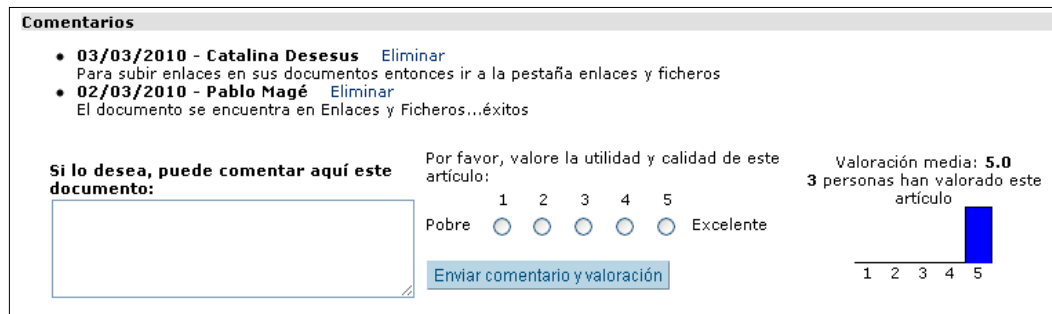 Comentarios
03/03/2010 - Catalina Desesus Eliminar
Para subir enlaces en sus documentos entonces ir a la pestaña enlaces y ficheros
02/03/2010 - Pablo Magé Eliminar
El documento se encuentra en Enlaces y Ficheros...éxitos
Si lo desea, puede comentar aquí este
documento:
Por favor, valore la utilidad y calidad de este
artículo:
1 2 3 4 5
Pobre Excelente
Enviar comentario y valoración
Valoración media: 5.0
3 personas han valorado este
artículo
1 2 3 4 5